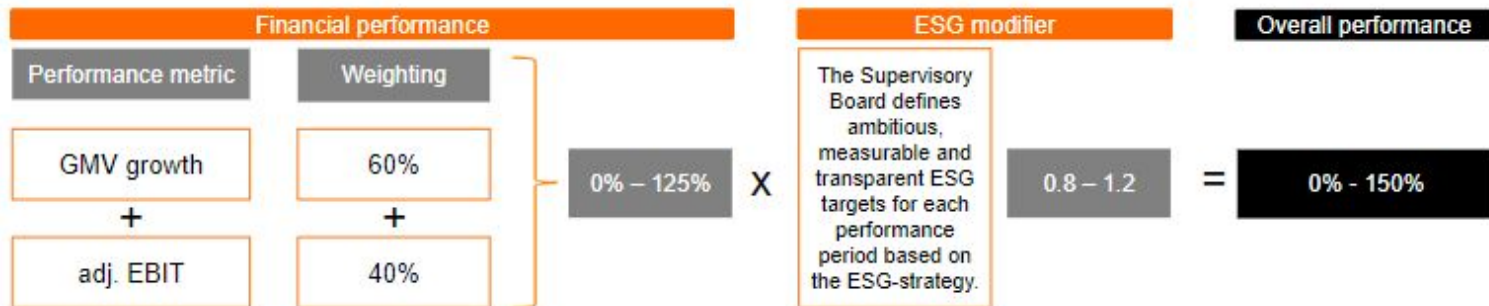 Financial performance
ESG modifier
Overall performance
Performance metric
Weighting
GMV growth
60%
+
+
adj. EBIT
40%
0% – 125%
X
The Supervisory
Board defines
ambitious,
measurable and
transparent ESG
targets for each
performance
period based on
the ESG-strategy.
0.8 – 1.2
=
0% - 150%